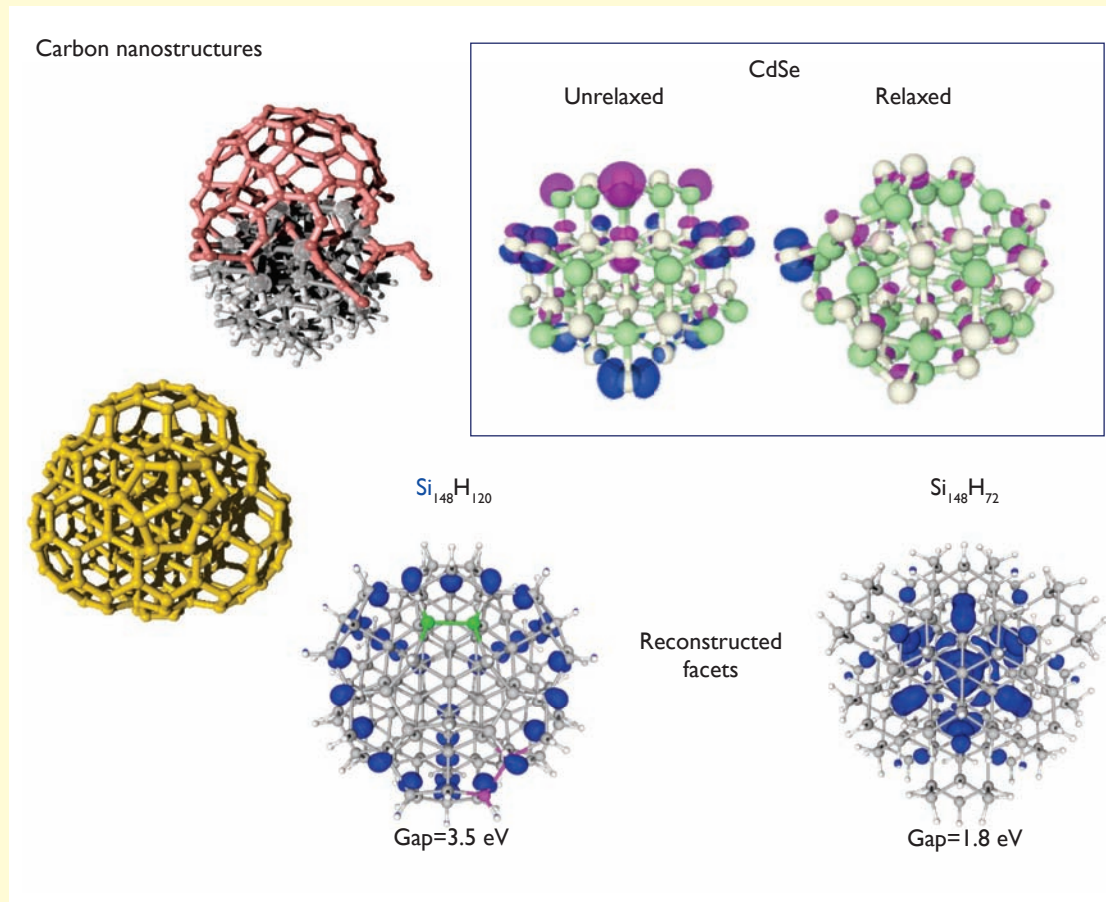 Carbon nanostructures
CdSe
Unrelaxed Relaxed
Si₁₄₈H₁₂₀ Si₁₄₈H₇₂
Reconstructed
facets
Gap=3.5 eV Gap=1.8 eV